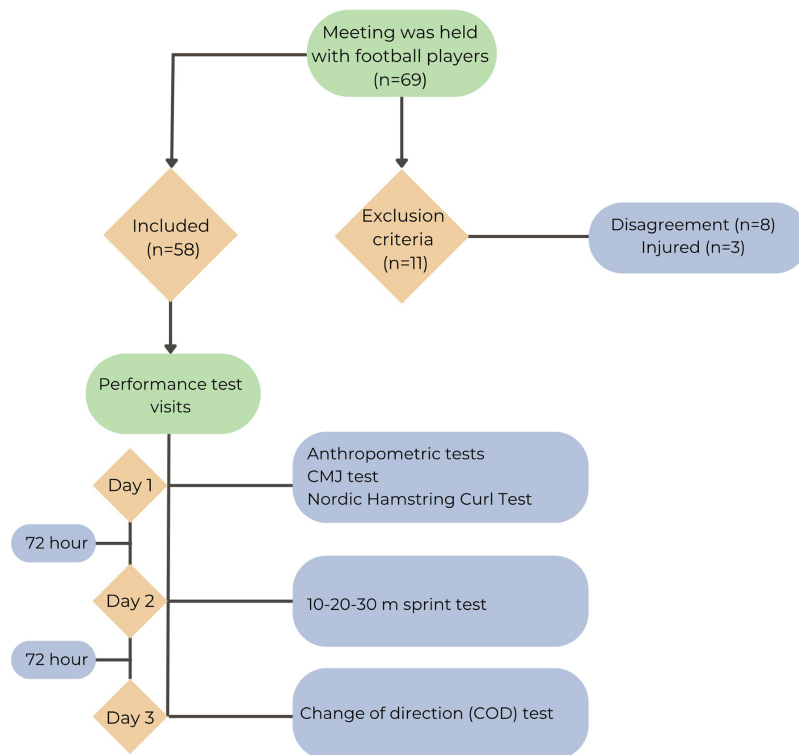 Meeting was held
with football players
(n=69)
Included
(n=58)
Exclusion
criteria
(n=11)
Disagreement (n=8)
Injured (n=3)
Performance test
visits
Day 1
Anthropometric tests
CMJ test
Nordic Hamstring Curl Test
72 hour
Day 2
10-20-30 m sprint test
72 hour
Day 3
Change of direction (COD) test